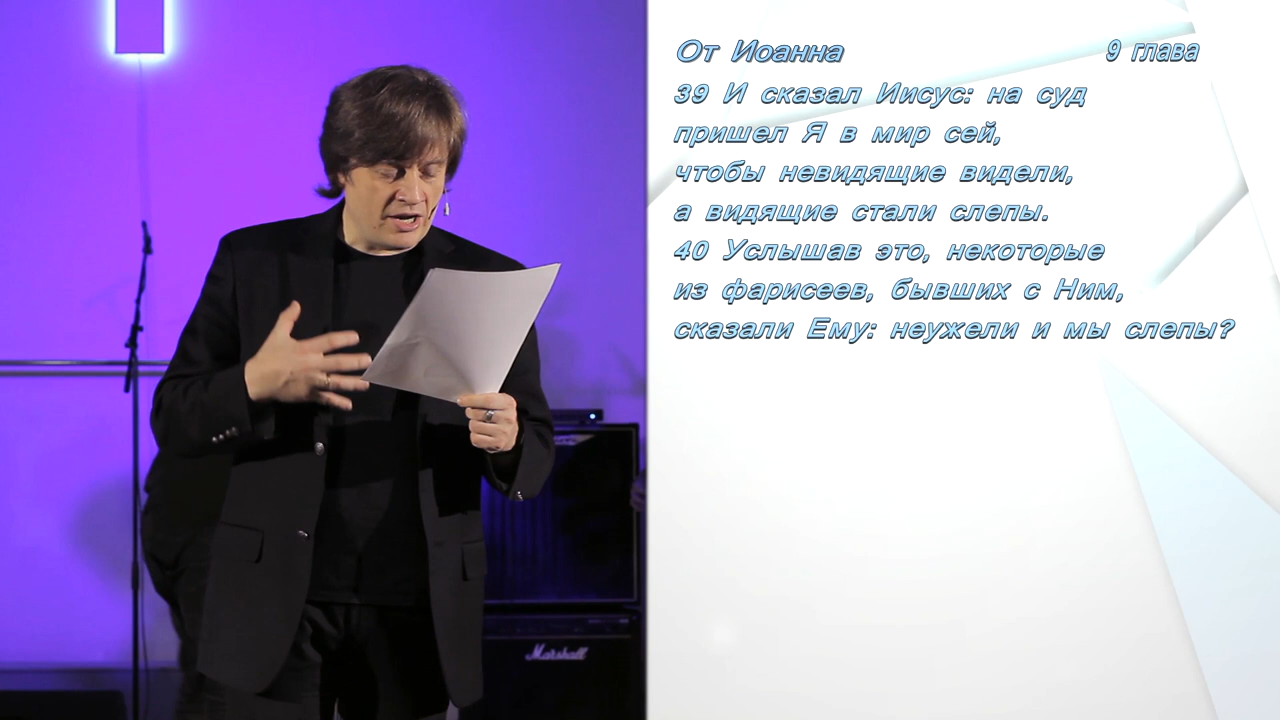 От Иоанна 9 глава
39 И сказал Иисус: на суд
пришел Я в мир сей,
чтобы невидящие видели,
а видящие стали слепы.
40 Услышав это, некоторые
из фарисеев, бывших с Ним,
сказали Ему: неужели и мы слепы?
Marshall